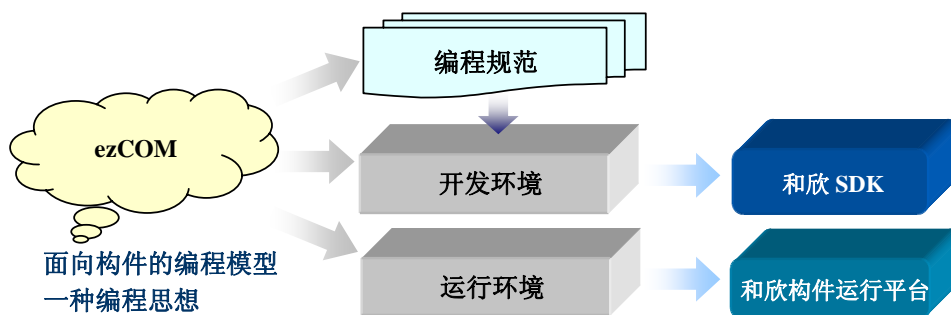 编程规范
ezCOM
开发环境
和欣 SDK
面向构件的编程模型
一种编程思想
运行环境
和欣构件运行平台